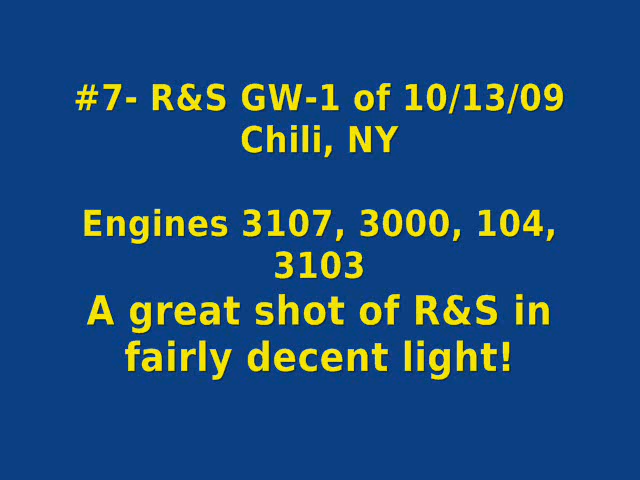 #7- R&S GW-1 of 10/13/09
Chili, NY
Engines 3107, 3000, 104,
3103
A great shot of R&S in
fairly decent light!